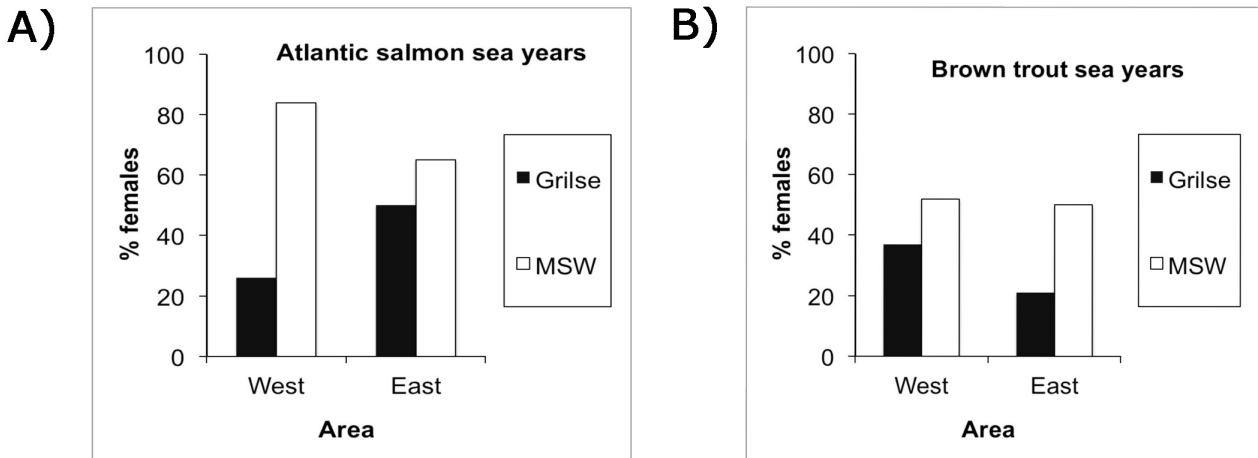 A)
Atlantic salmon sea years
100
80
60
40
20
0
% females
West
East
Area
Grilse
MSW
B)
Brown trout sea years
100
80
60
40
20
0
% females
West
East
Area
Grilse
MSW